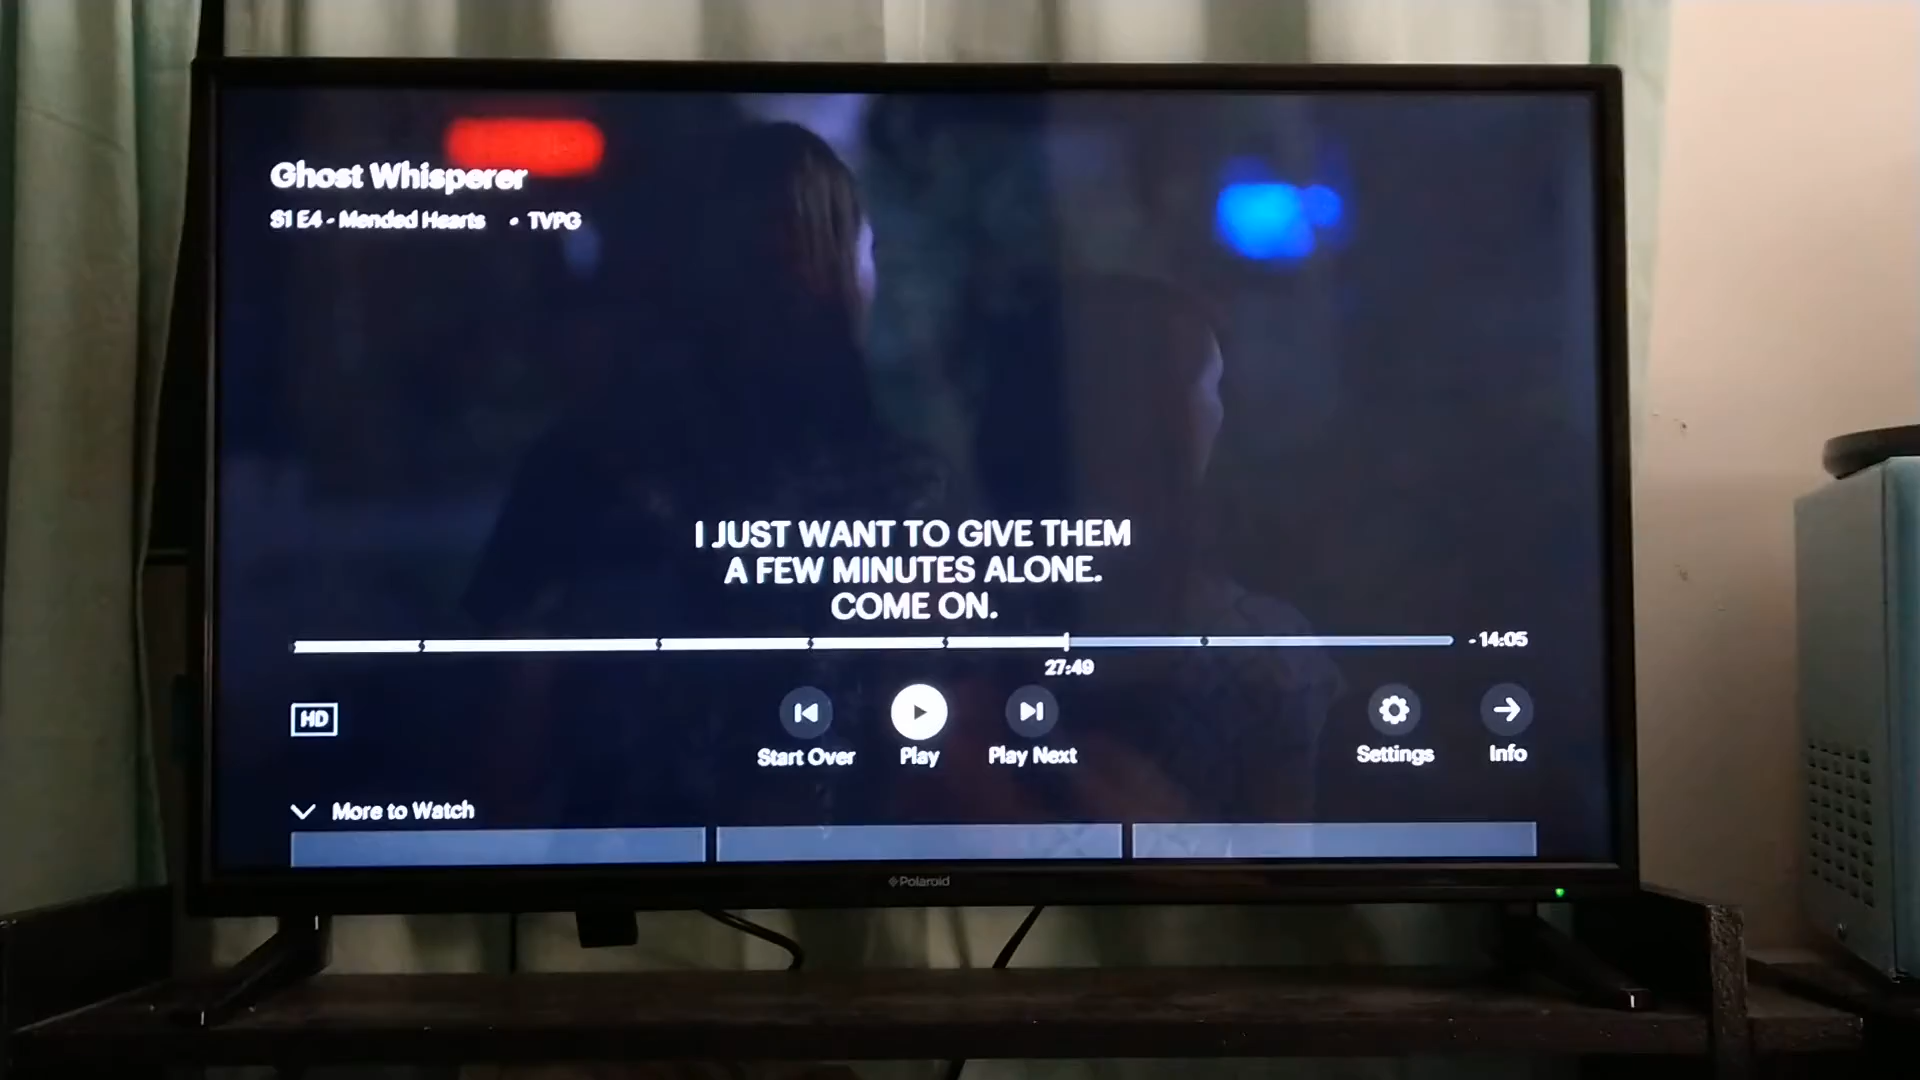 Ghost Whisperer
S1 E4 - Mended Hearts • TVPG
I JUST WANT TO GIVE THEM
A FEW MINUTES ALONE.
COME ON.
- 14:05
27:49
HD
Start Over
Play
Play Next
Settings
Info
More to Watch
Polaroid